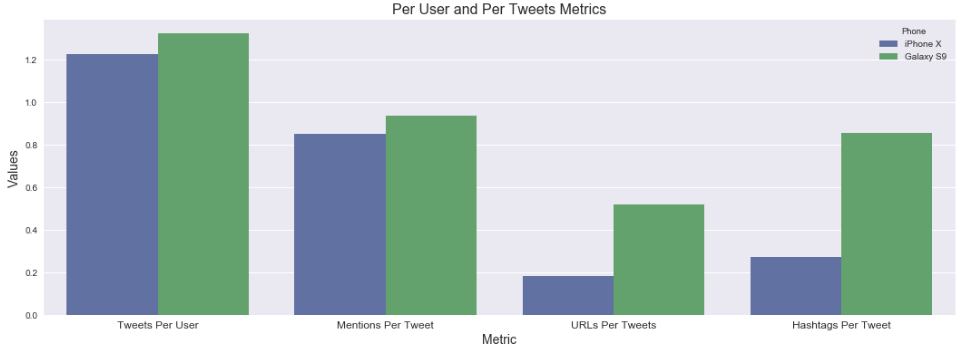 Per User and Per Tweets Metrics
Phone
iPhone X
Galaxy S9
Values
1.2
1.0
0.8
0.6
0.4
0.2
0.0
Tweets Per User
Mentions Per Tweet
URLs Per Tweets
Hashtags Per Tweet
Metric